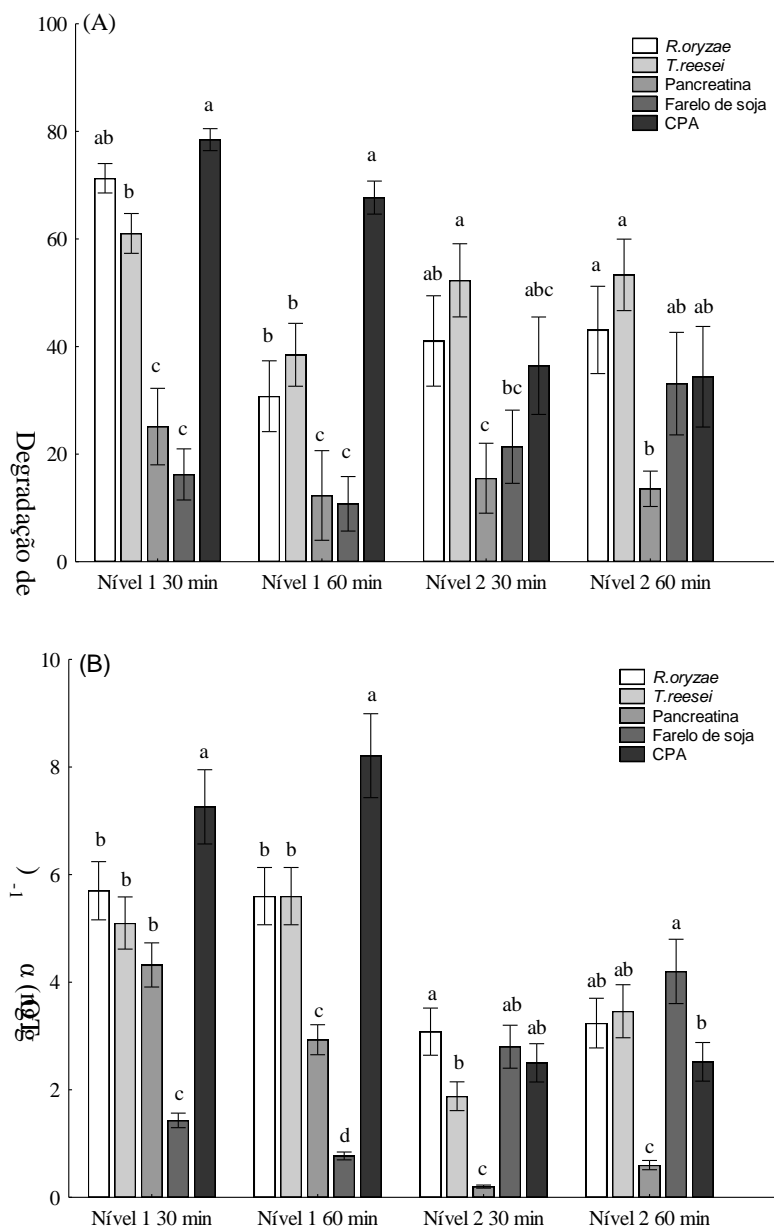 (A)
100
80
60
40
20
0
Degradação de
R.oryzae
T.reesei
Pancreatina
Farelo de soja
CPA
ab
b
c
c
a
b
b
c
c
a
ab
a
c
bc
abc
a
a
b
ab
ab
Nível 1 30 min
Nível 1 60 min
Nível 2 30 min
Nível 2 60 min
(B)
10
8
6
4
2
0
)
-1
α
R.oryzae
T.reesei
Pancreatina
Farelo de soja
CPA
b
b
b
c
a
b
b
c
d
a
a
b
c
ab
ab
ab
ab
c
a
b
Nível 1 30 min
Nível 1 60 min
Nível 2 30 min
Nível 2 60 min